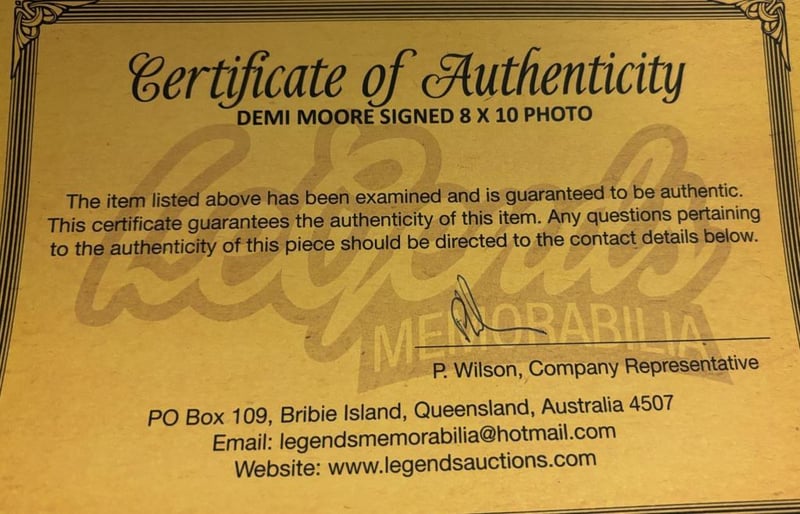 Certificate of Authenticity
DEMI MOORE SIGNED 8 X 10 PHOTO
Legends
MEMORABILIA
The item listed above has been examined and is guaranteed to be authentic.
This certificate guarantees the authenticity of this item. Any questions pertaining
to the authenticity of this piece should be directed to the contact details below.
P. Wilson, Company Representative
PO Box 109, Bribie Island, Queensland, Australia 4507
Email: legendsmemorabilia@hotmail.com
Website: www.legendsauctions.com